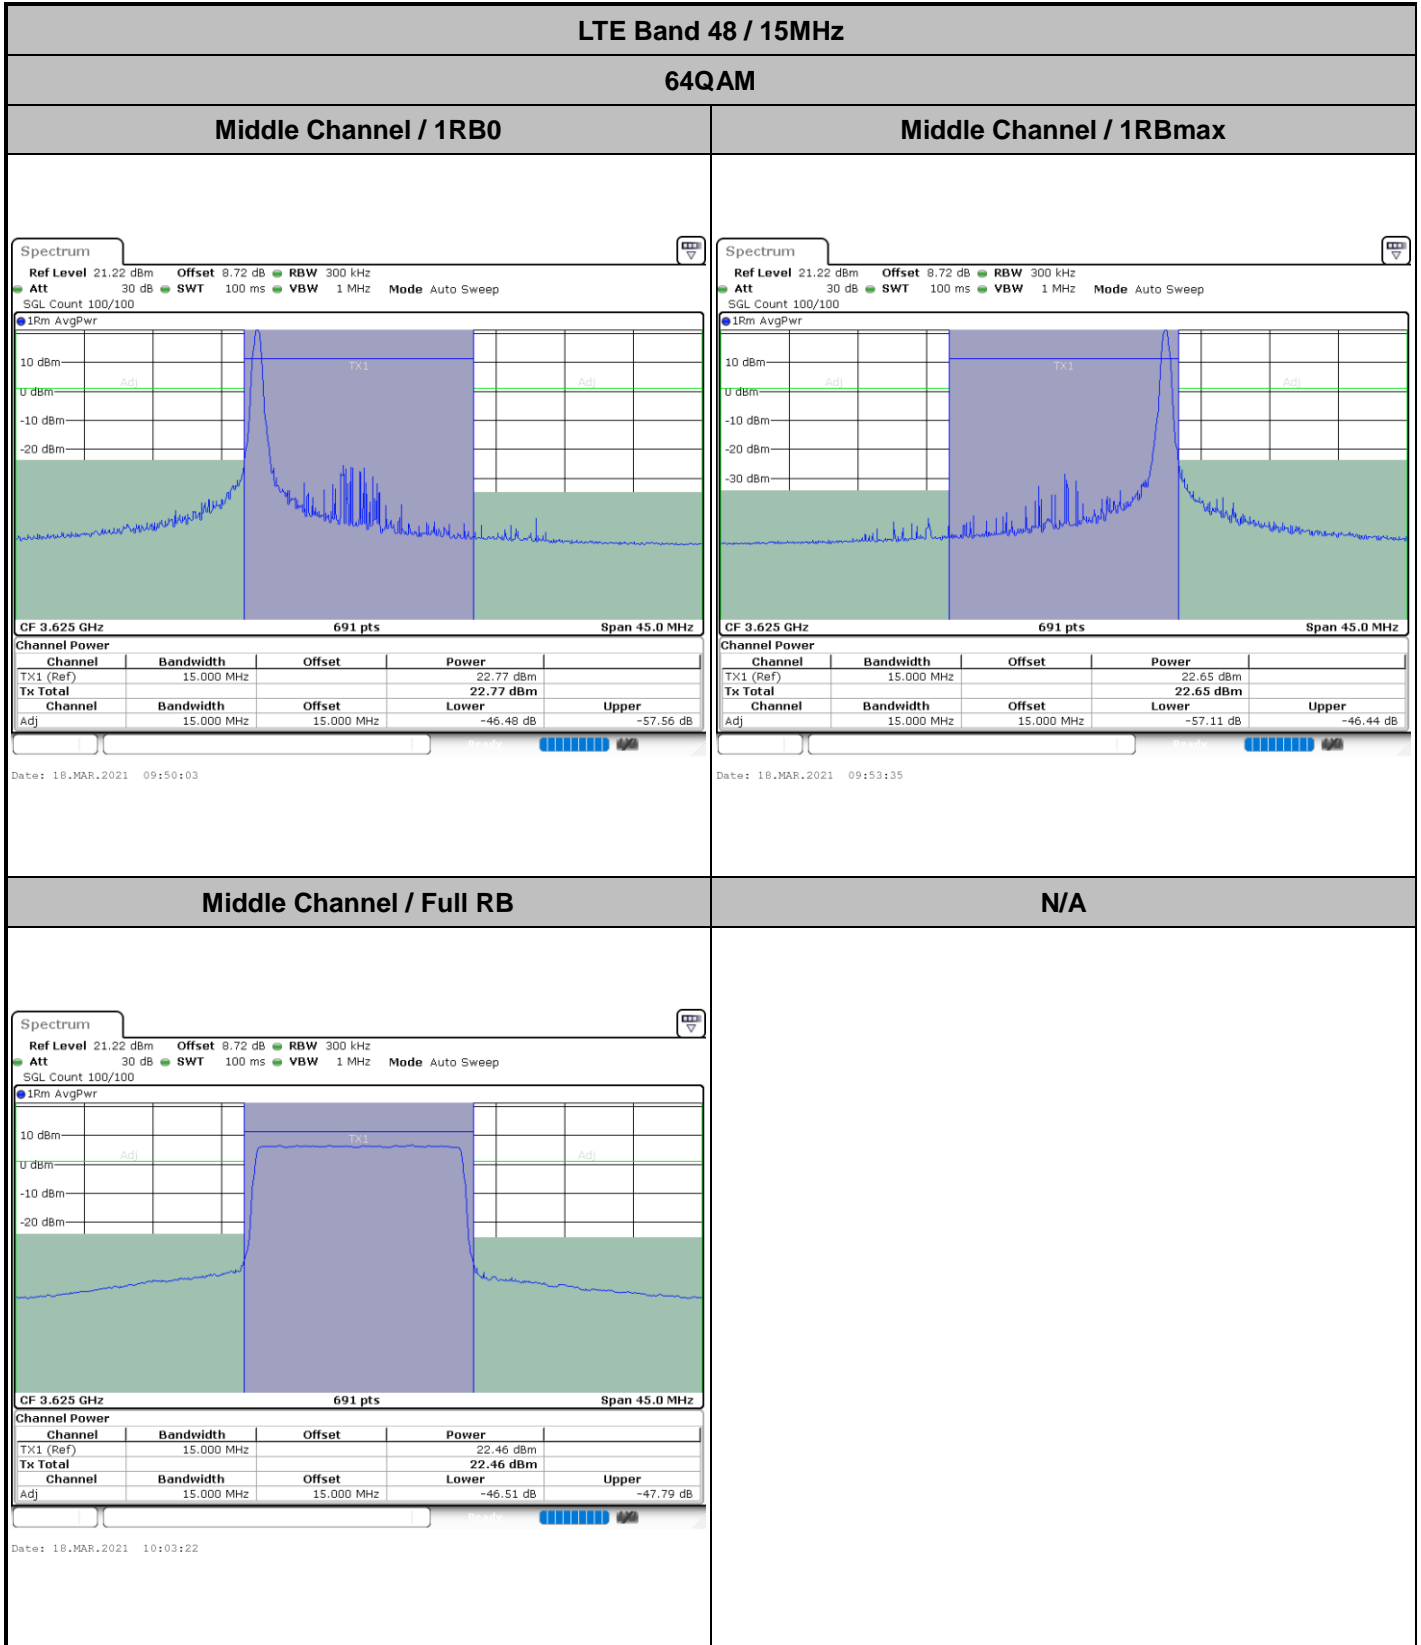 LTE Band 48 / 15MHz
64QAM
Middle Channel / 1RB0
Middle Channel / 1RBmax
Spectrum
Ref Level 21.22 dBm Offset 8.72 dB RBW 300 kHz
Att 30 dB SWT 100 ms VBW 1 MHz Mode Auto Sweep
SGL Count 100/100
1Rm AvgPwr
10 dBm
TX1
Adj
Adj
0 dBm
-10 dBm
-20 dBm
CF 3.625 GHz 691 pts Span 45.0 MHz
Channel Power
Channel Bandwidth Offset Power
TX1 (Ref) 15.000 MHz 22.77 dBm
Tx Total 22.77 dBm
Channel Bandwidth Offset Lower Upper
Adj 15.000 MHz 15.000 MHz -46.48 dB -57.56 dB
Ready
Date: 18.MAR.2021 09:50:03
Spectrum
Ref Level 21.22 dBm Offset 8.72 dB RBW 300 kHz
Att 30 dB SWT 100 ms VBW 1 MHz Mode Auto Sweep
SGL Count 100/100
1Rm AvgPwr
10 dBm
TX1
Adj
Adj
0 dBm
-10 dBm
-20 dBm
-30 dBm
CF 3.625 GHz 691 pts Span 45.0 MHz
Channel Power
Channel Bandwidth Offset Power
TX1 (Ref) 15.000 MHz 22.65 dBm
Tx Total 22.65 dBm
Channel Bandwidth Offset Lower Upper
Adj 15.000 MHz 15.000 MHz -57.11 dB -46.44 dB
Ready
Date: 18.MAR.2021 09:53:35
Middle Channel / Full RB
N/A
Spectrum
Ref Level 21.22 dBm Offset 8.72 dB RBW 300 kHz
Att 30 dB SWT 100 ms VBW 1 MHz Mode Auto Sweep
SGL Count 100/100
1Rm AvgPwr
10 dBm
TX1
Adj
Adj
0 dBm
-10 dBm
-20 dBm
CF 3.625 GHz 691 pts Span 45.0 MHz
Channel Power
Channel Bandwidth Offset Power
TX1 (Ref) 15.000 MHz 22.46 dBm
Tx Total 22.46 dBm
Channel Bandwidth Offset Lower Upper
Adj 15.000 MHz 15.000 MHz -46.51 dB -47.79 dB
Ready
Date: 18.MAR.2021 10:03:22